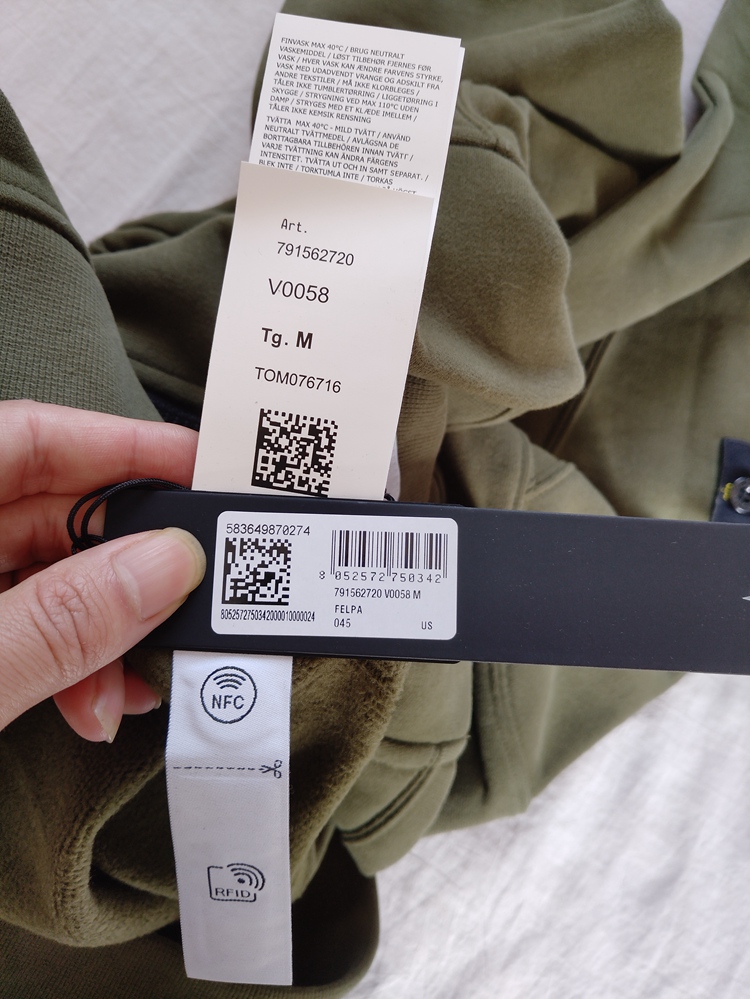 FINVASK MAX 40°C / BRUG NEUTRALT
VASKEMIDDEL / LØST TILBEHØR FJERNES FØR
VASK / HVER VASK KAN ÆNDRE FARVENS STYRKE,
VASK MED UDADVENDT VRANGE OG ADSKILT FRA
ANDRE TEKSTILER / MÅ IKKE KLORBLEGES /
TÅLER IKKE TUMBLERTØRRING / LIGGETØRRING I
SKYGGE / STRYGNING VED MAX 110°C UDEN
DAMP / STRYGES MED ET KLÆDE IMELLEM /
TÅLER IKKE KEMISK RENSNING
TVÄTTA MAX 40°C - MILD TVÄTT / ANVÄND
NEUTRALT TVÄTTMEDEL / AVLÄGSNA DE
BORTTAGBARA TILLBEHÖREN INNAN TVÄTT /
VARJE TVÄTTNING KAN ÄNDRA FÄRGENS
INTENSITET. TVÄTTA UT OCH IN SAMT SEPARAT. /
BLEK INTE / TORKTUMLA INTE / TORKAS
Art.
791562720
V0058
Tg. M
TOM076716
583649870274
8 052572 750342
8052572750342000010000024
791562720 V0058 M
FELPA
045 US
NFC
RFID